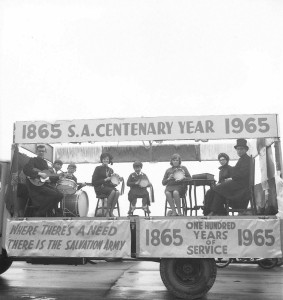 1865 S.A. CENTENARY YEAR 1965
WHERE THERE'S A NEED
THERE IS THE SALVATION ARMY
1865 ONE HUNDRED YEARS OF SERVICE 1965